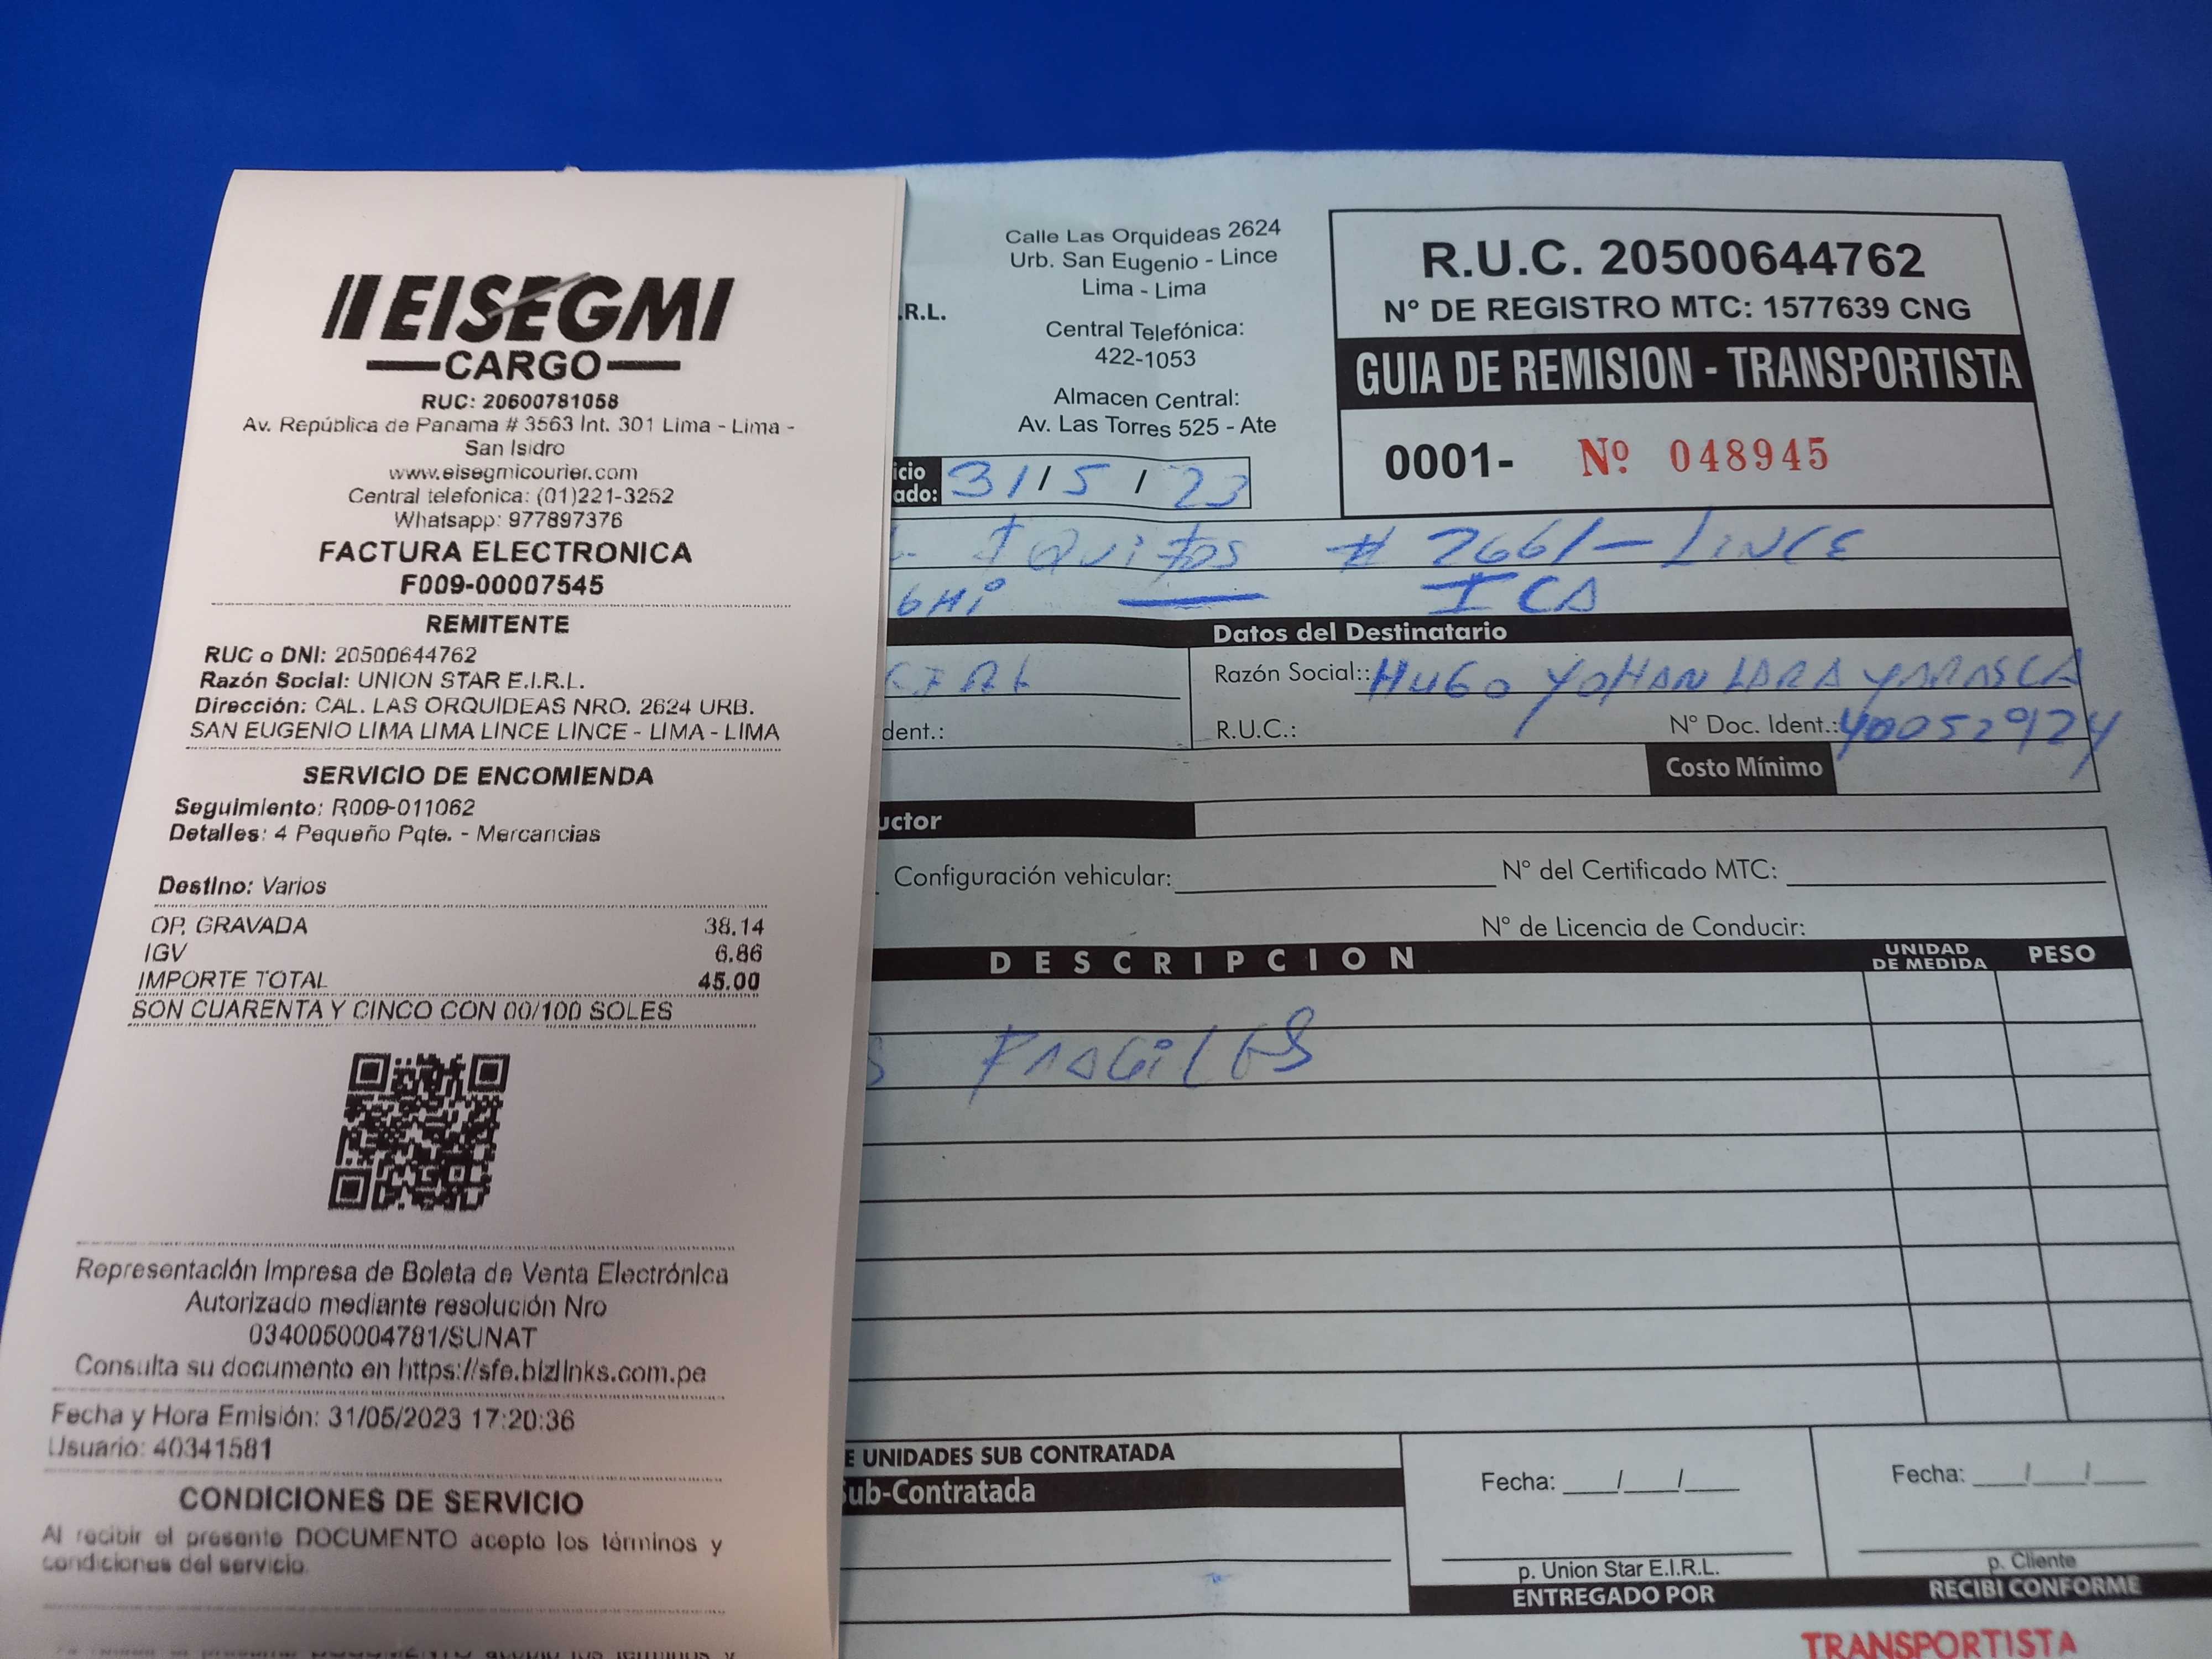 EISEGMI
CARGO
RUC: 20600781058
Av. República de Panama # 3563 Int. 301 Lima - Lima -
San Isidro
www.eisegmicourier.com
Central telefonica: (01)221-3252
Whatsapp: 977897376
FACTURA ELECTRONICA
F009-00007545
REMITENTE
RUC o DNI: 20500644762
Razón Social: UNION STAR E.I.R.L.
Dirección: CAL. LAS ORQUIDEAS NRO. 2624 URB.
SAN EUGENIO LIMA LIMA LINCE LINCE - LIMA - LIMA
SERVICIO DE ENCOMIENDA
Seguimiento: R009-011062
Detalles: 4 Pequeño Pqte. - Mercancias
Destino: Varios
OP. GRAVADA 38.14
IGV 6.86
IMPORTE TOTAL 45.00
SON CUARENTA Y CINCO CON 00/100 SOLES
Representación Impresa de Boleta de Venta Electrónica
Autorizado mediante resolución Nro
0340050004781/SUNAT
Consulta su documento en https://sfe.bizlinks.com.pe
Fecha y Hora Emisión: 31/05/2023 17:20:36
Usuario: 40341581
CONDICIONES DE SERVICIO
Al recibir el presente DOCUMENTO acepto los términos y
condiciones del servicio.
.R.L.
Calle Las Orquideas 2624
Urb. San Eugenio - Lince
Lima - Lima
Central Telefónica:
422-1053
Almacen Central:
Av. Las Torres 525 - Ate
R.U.C. 20500644762
N° DE REGISTRO MTC: 1577639 CNG
GUIA DE REMISION - TRANSPORTISTA
0001- Nº 048945
icio
ado: 31/5/23
IQUITOS # 2661 - LINCE
GMI — ICA
Datos del Destinatario
Razón Social:: HUGO YOHAN LARA YARASCA
dent.:
R.U.C.: N° Doc. Ident.: 400529724
Costo Mínimo
uctor
Configuración vehicular: N° del Certificado MTC:
N° de Licencia de Conducir:
DESCRIPCION UNIDAD DE MEDIDA PESO
S FRAGILES
E UNIDADES SUB CONTRATADA
Sub-Contratada
Fecha: / /
Fecha: / /
p. Union Star E.I.R.L.
ENTREGADO POR
p. Cliente
RECIBI CONFORME
TRANSPORTISTA